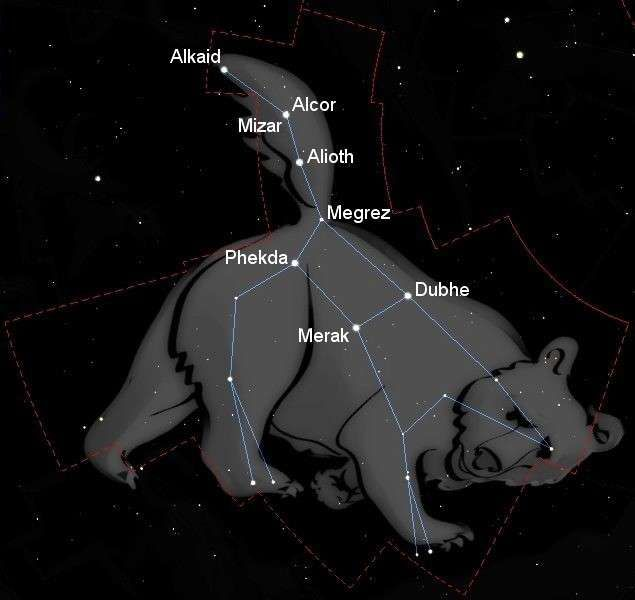 Alkaid
Alcor
Mizar
Alioth
Megrez
Phekda
Dubhe
Merak